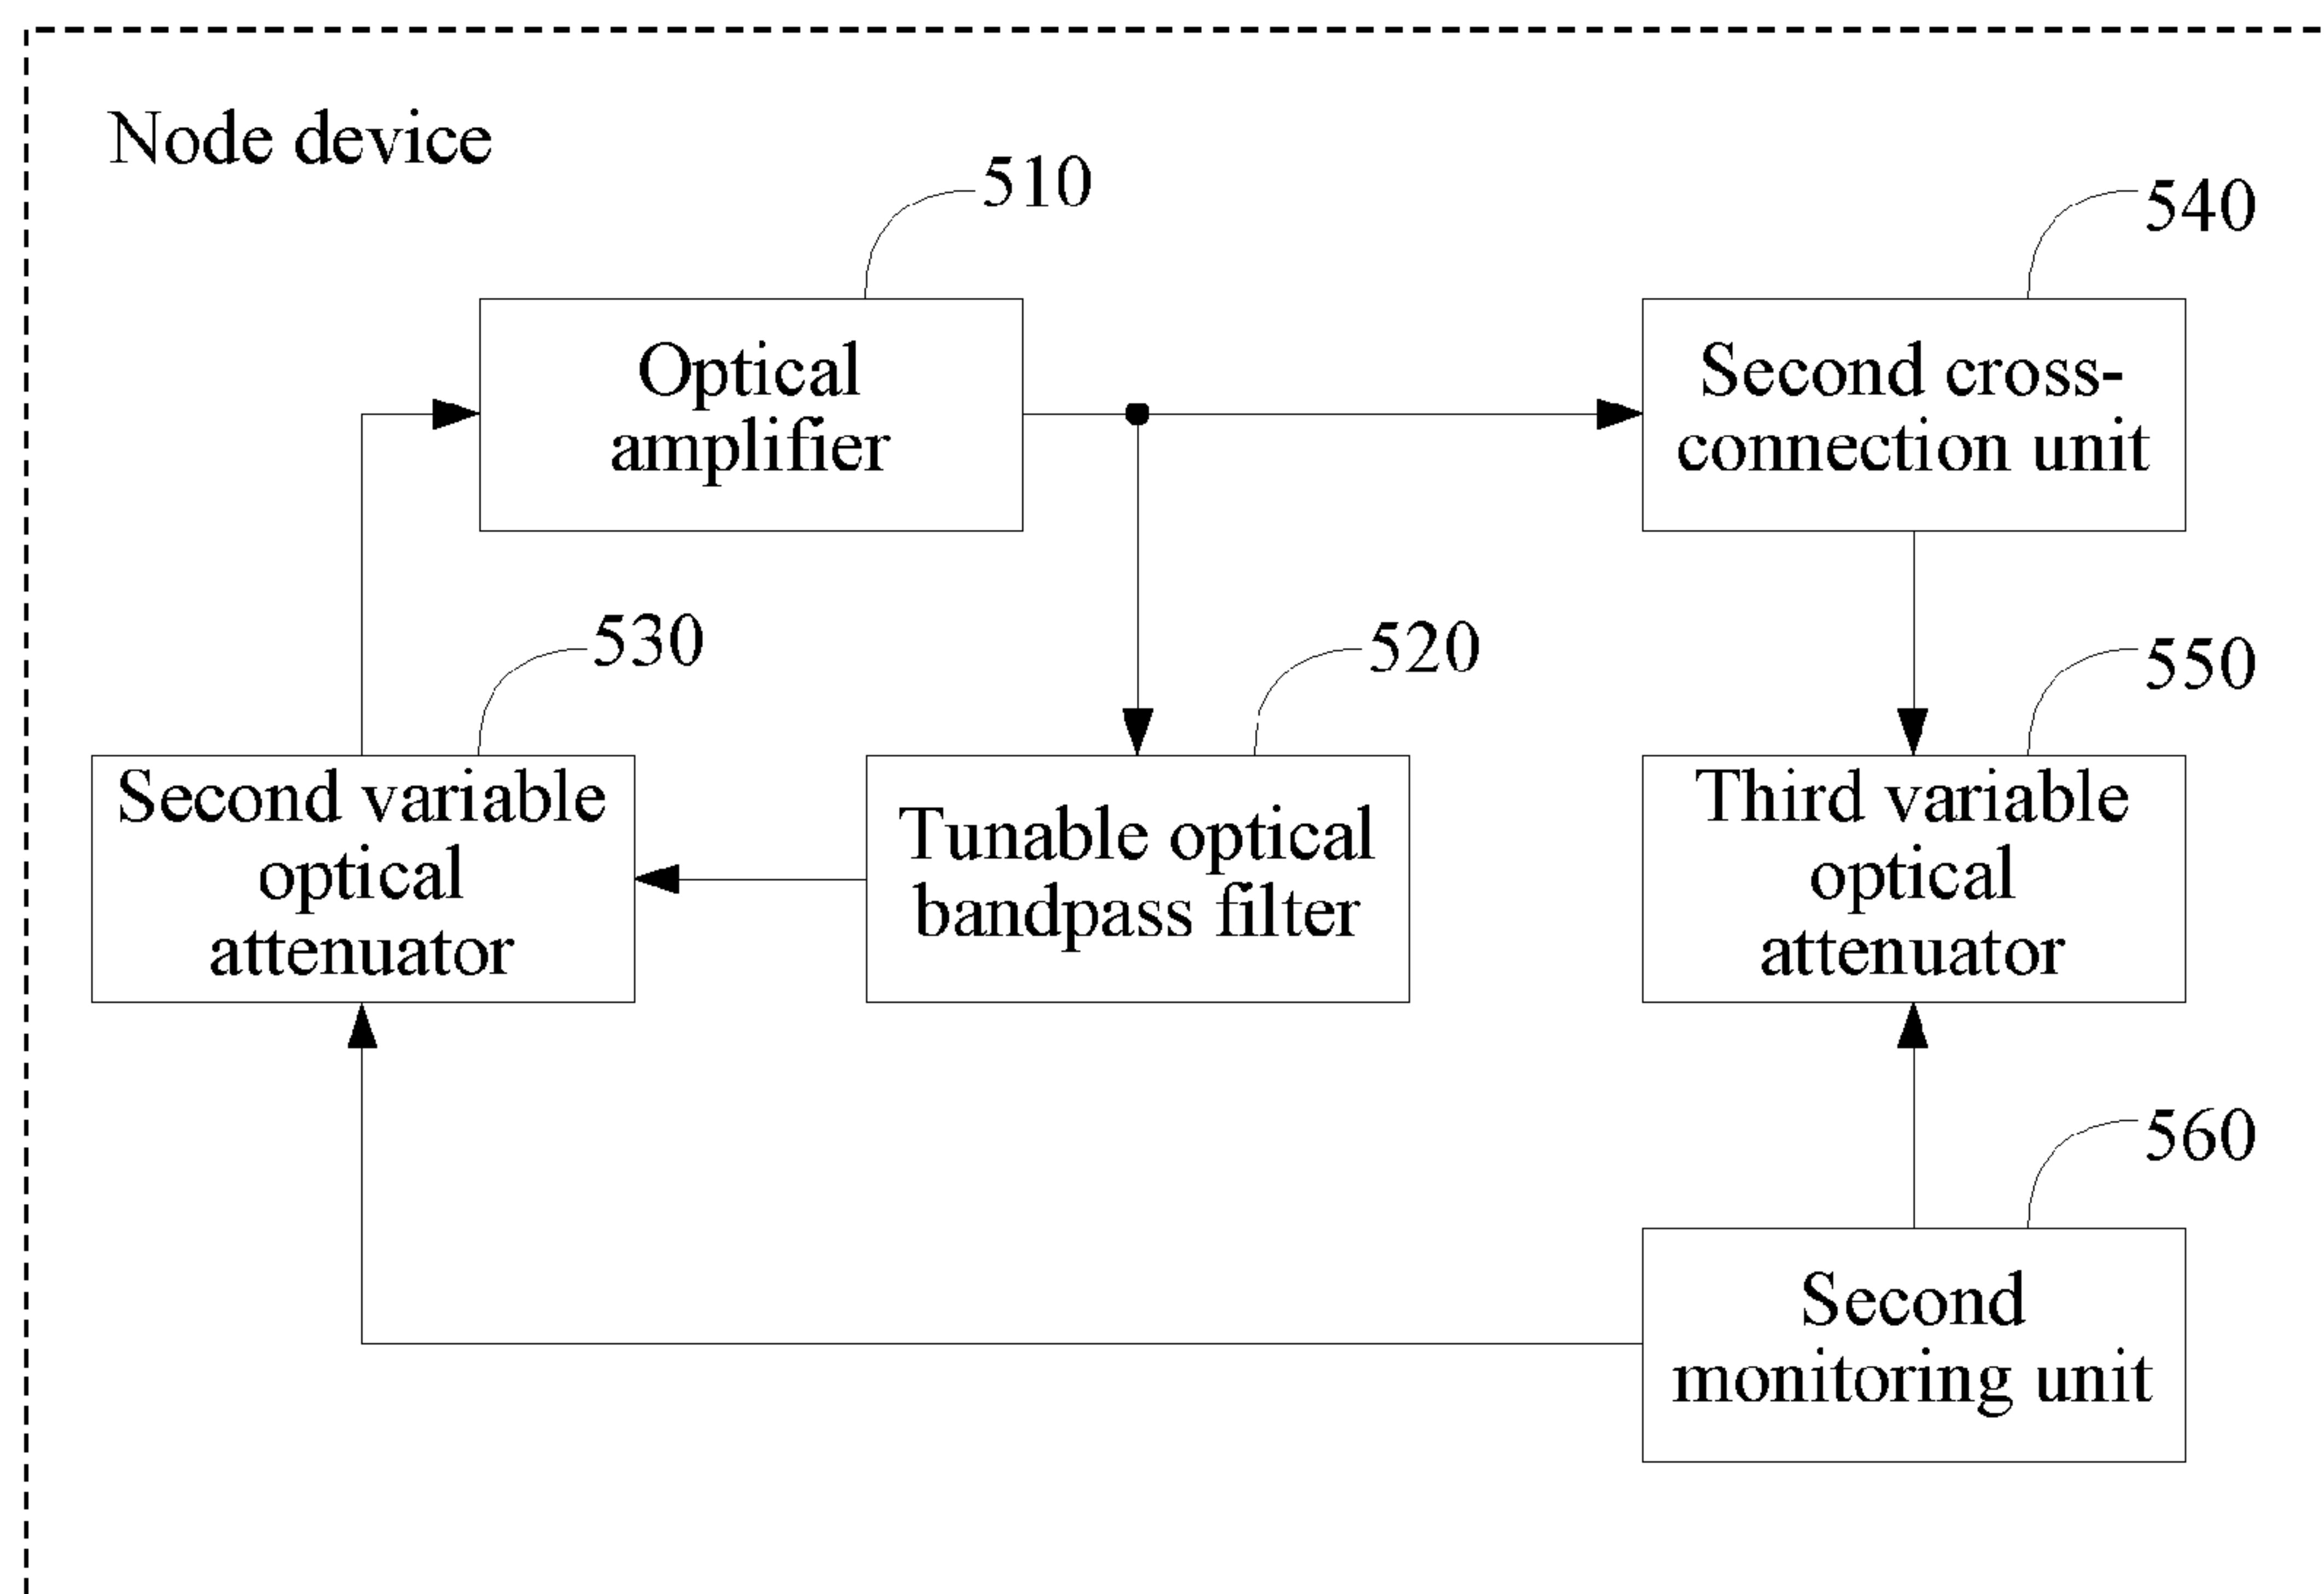 Node device
510
540
Optical
amplifier
Second cross-
connection unit
530
520
550
Second variable
optical
attenuator
Tunable optical
bandpass filter
Third variable
optical
attenuator
560
Second
monitoring unit